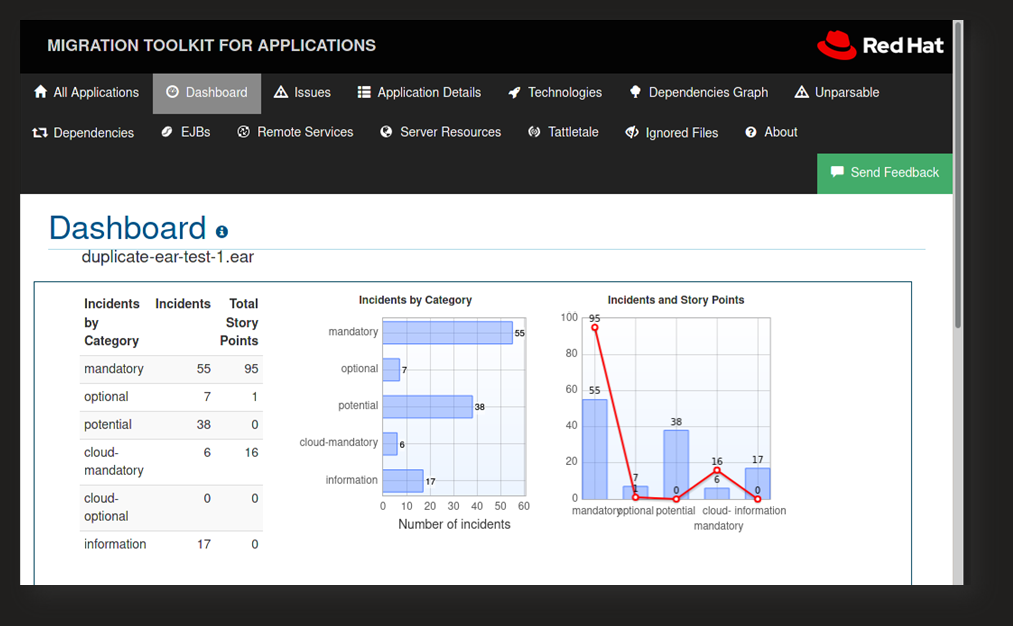 MIGRATION TOOLKIT FOR APPLICATIONS
Red Hat
All Applications Dashboard Issues Application Details Technologies Dependencies Graph Unparsable
Dependencies EJBs Remote Services Server Resources Tattletale Ignored Files About
Send Feedback
Dashboard
duplicate-ear-test-1.ear
Incidents Incidents Total
by Story
Category Points
mandatory 55 95
optional 7 1
potential 38 0
cloud- 6 16
mandatory
cloud- 0 0
optional
information 17 0
Incidents by Category
mandatory 55
optional 7
potential 38
cloud-mandatory 6
information 17
0 10 20 30 40 50 60
Number of incidents
Incidents and Story Points
100 95
80
60 55
40 38
20 16 17
7 6
0 1 0 0
mandatory optional potential cloud- information
mandatory